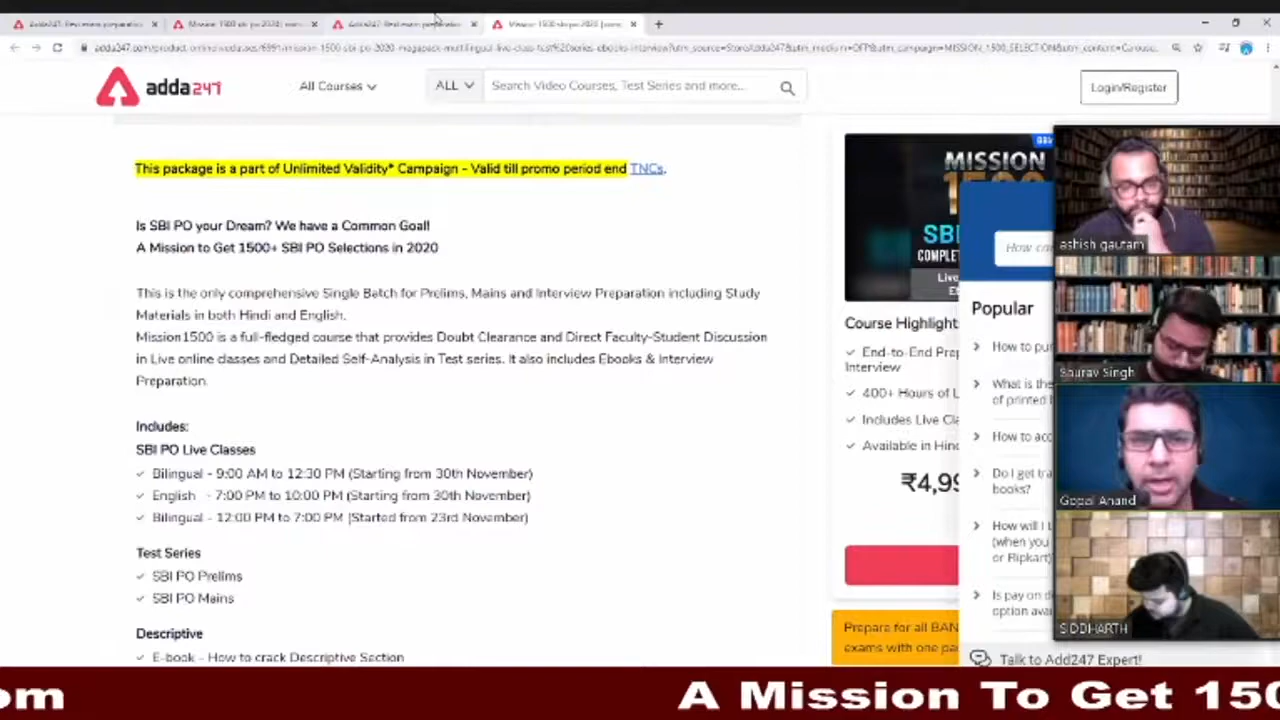 adda247
All Courses
ALL
Search Video Courses, Test Series and more...
Login/Register
This package is a part of Unlimited Validity* Campaign - Valid till promo period end TNCs.
Is SBI PO your Dream? We have a Common Goal!
A Mission to Get 1500+ SBI PO Selections in 2020
This is the only comprehensive Single Batch for Prelims, Mains and Interview Preparation including Study
Materials in both Hindi and English.
Mission1500 is a full-fledged course that provides Doubt Clearance and Direct Faculty-Student Discussion
in Live online classes and Detailed Self-Analysis in Test series. It also includes Ebooks & Interview
Preparation.
Includes:
SBI PO Live Classes
Bilingual - 9:00 AM to 12:30 PM (Starting from 30th November)
English - 7:00 PM to 10:00 PM (Starting from 30th November)
Bilingual - 12:00 PM to 7:00 PM (Started from 23rd November)
Test Series
SBI PO Prelims
SBI PO Mains
Descriptive
E-book - How to crack Descriptive Section
MISSION
SBI
Course Highlight
End-to-End Prep
Interview
400+ Hours of L
Includes Live Cla
Available in Hin
₹4,99
Prepare for all BAN
exams with one pa
Popular
How to pu
What is the
of printed
How to acc
Do I get tra
books?
How will I
(when you
or Flipkart)
Is pay on d
option ava
Talk to Add247 Expert!
ashish gautam
Saurav Singh
Gopal Anand
SIDDHARTH
om
A Mission To Get 150